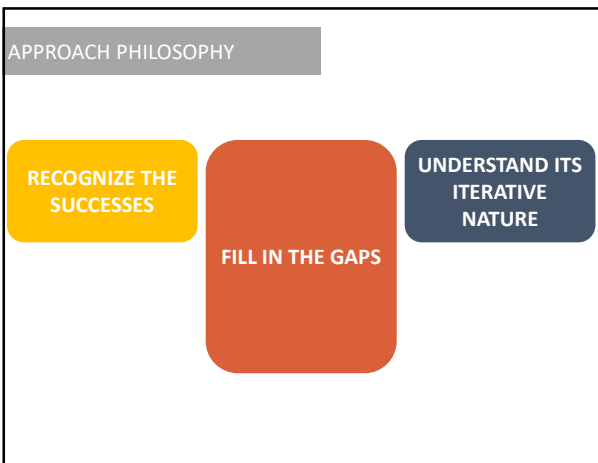 APPROACH PHILOSOPHY
RECOGNIZE THE
SUCCESSES
FILL IN THE GAPS
UNDERSTAND ITS
ITERATIVE
NATURE